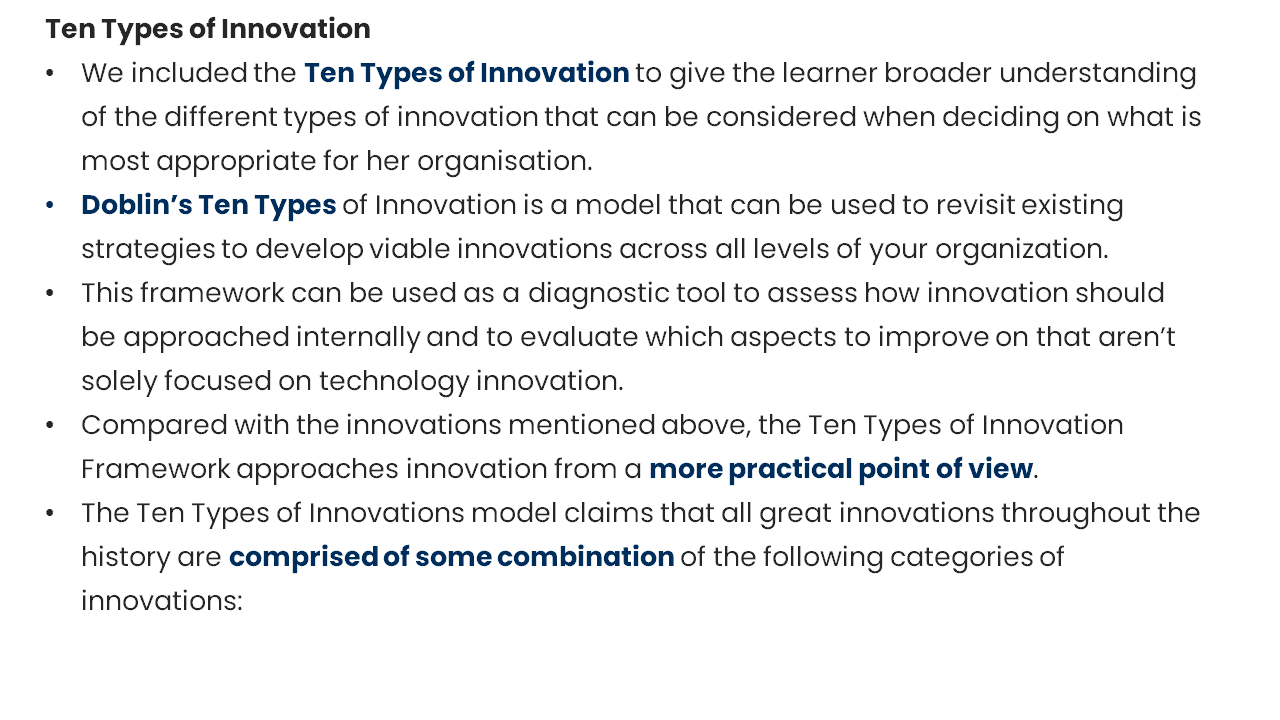 Ten Types of Innovation
• We included the Ten Types of Innovation to give the learner broader understanding
of the different types of innovation that can be considered when deciding on what is
most appropriate for her organisation.
• Doblin’s Ten Types of Innovation is a model that can be used to revisit existing
strategies to develop viable innovations across all levels of your organization.
• This framework can be used as a diagnostic tool to assess how innovation should
be approached internally and to evaluate which aspects to improve on that aren’t
solely focused on technology innovation.
• Compared with the innovations mentioned above, the Ten Types of Innovation
Framework approaches innovation from a more practical point of view.
• The Ten Types of Innovations model claims that all great innovations throughout the
history are comprised of some combination of the following categories of
innovations: